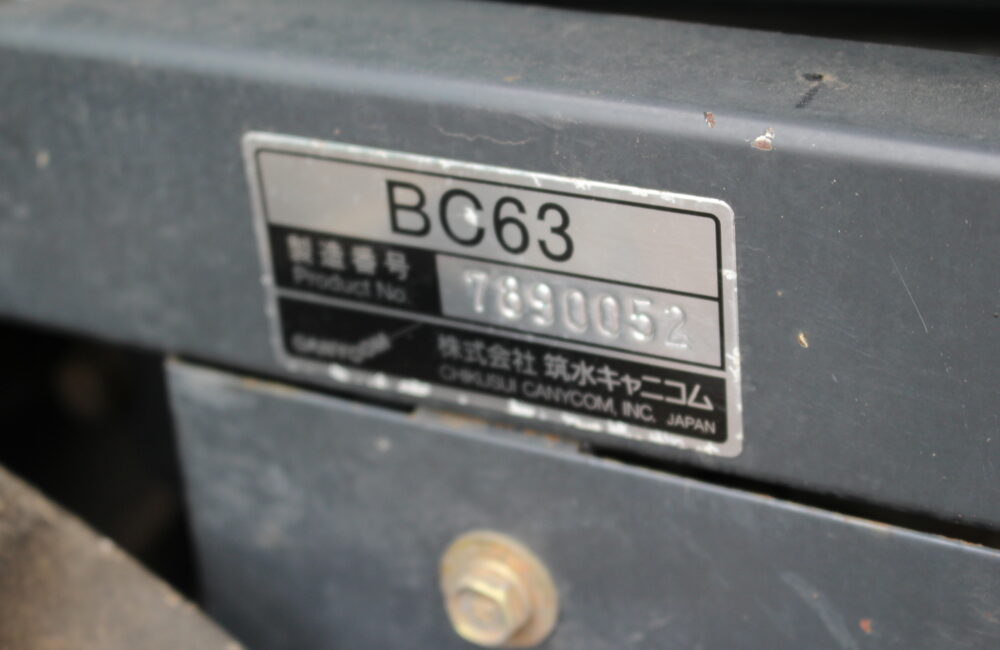 BC63
製造番号
Product No.
7890052
CANYCOM
株式会社 筑水キャニコム
CHIKUSUI CANYCOM, INC. JAPAN